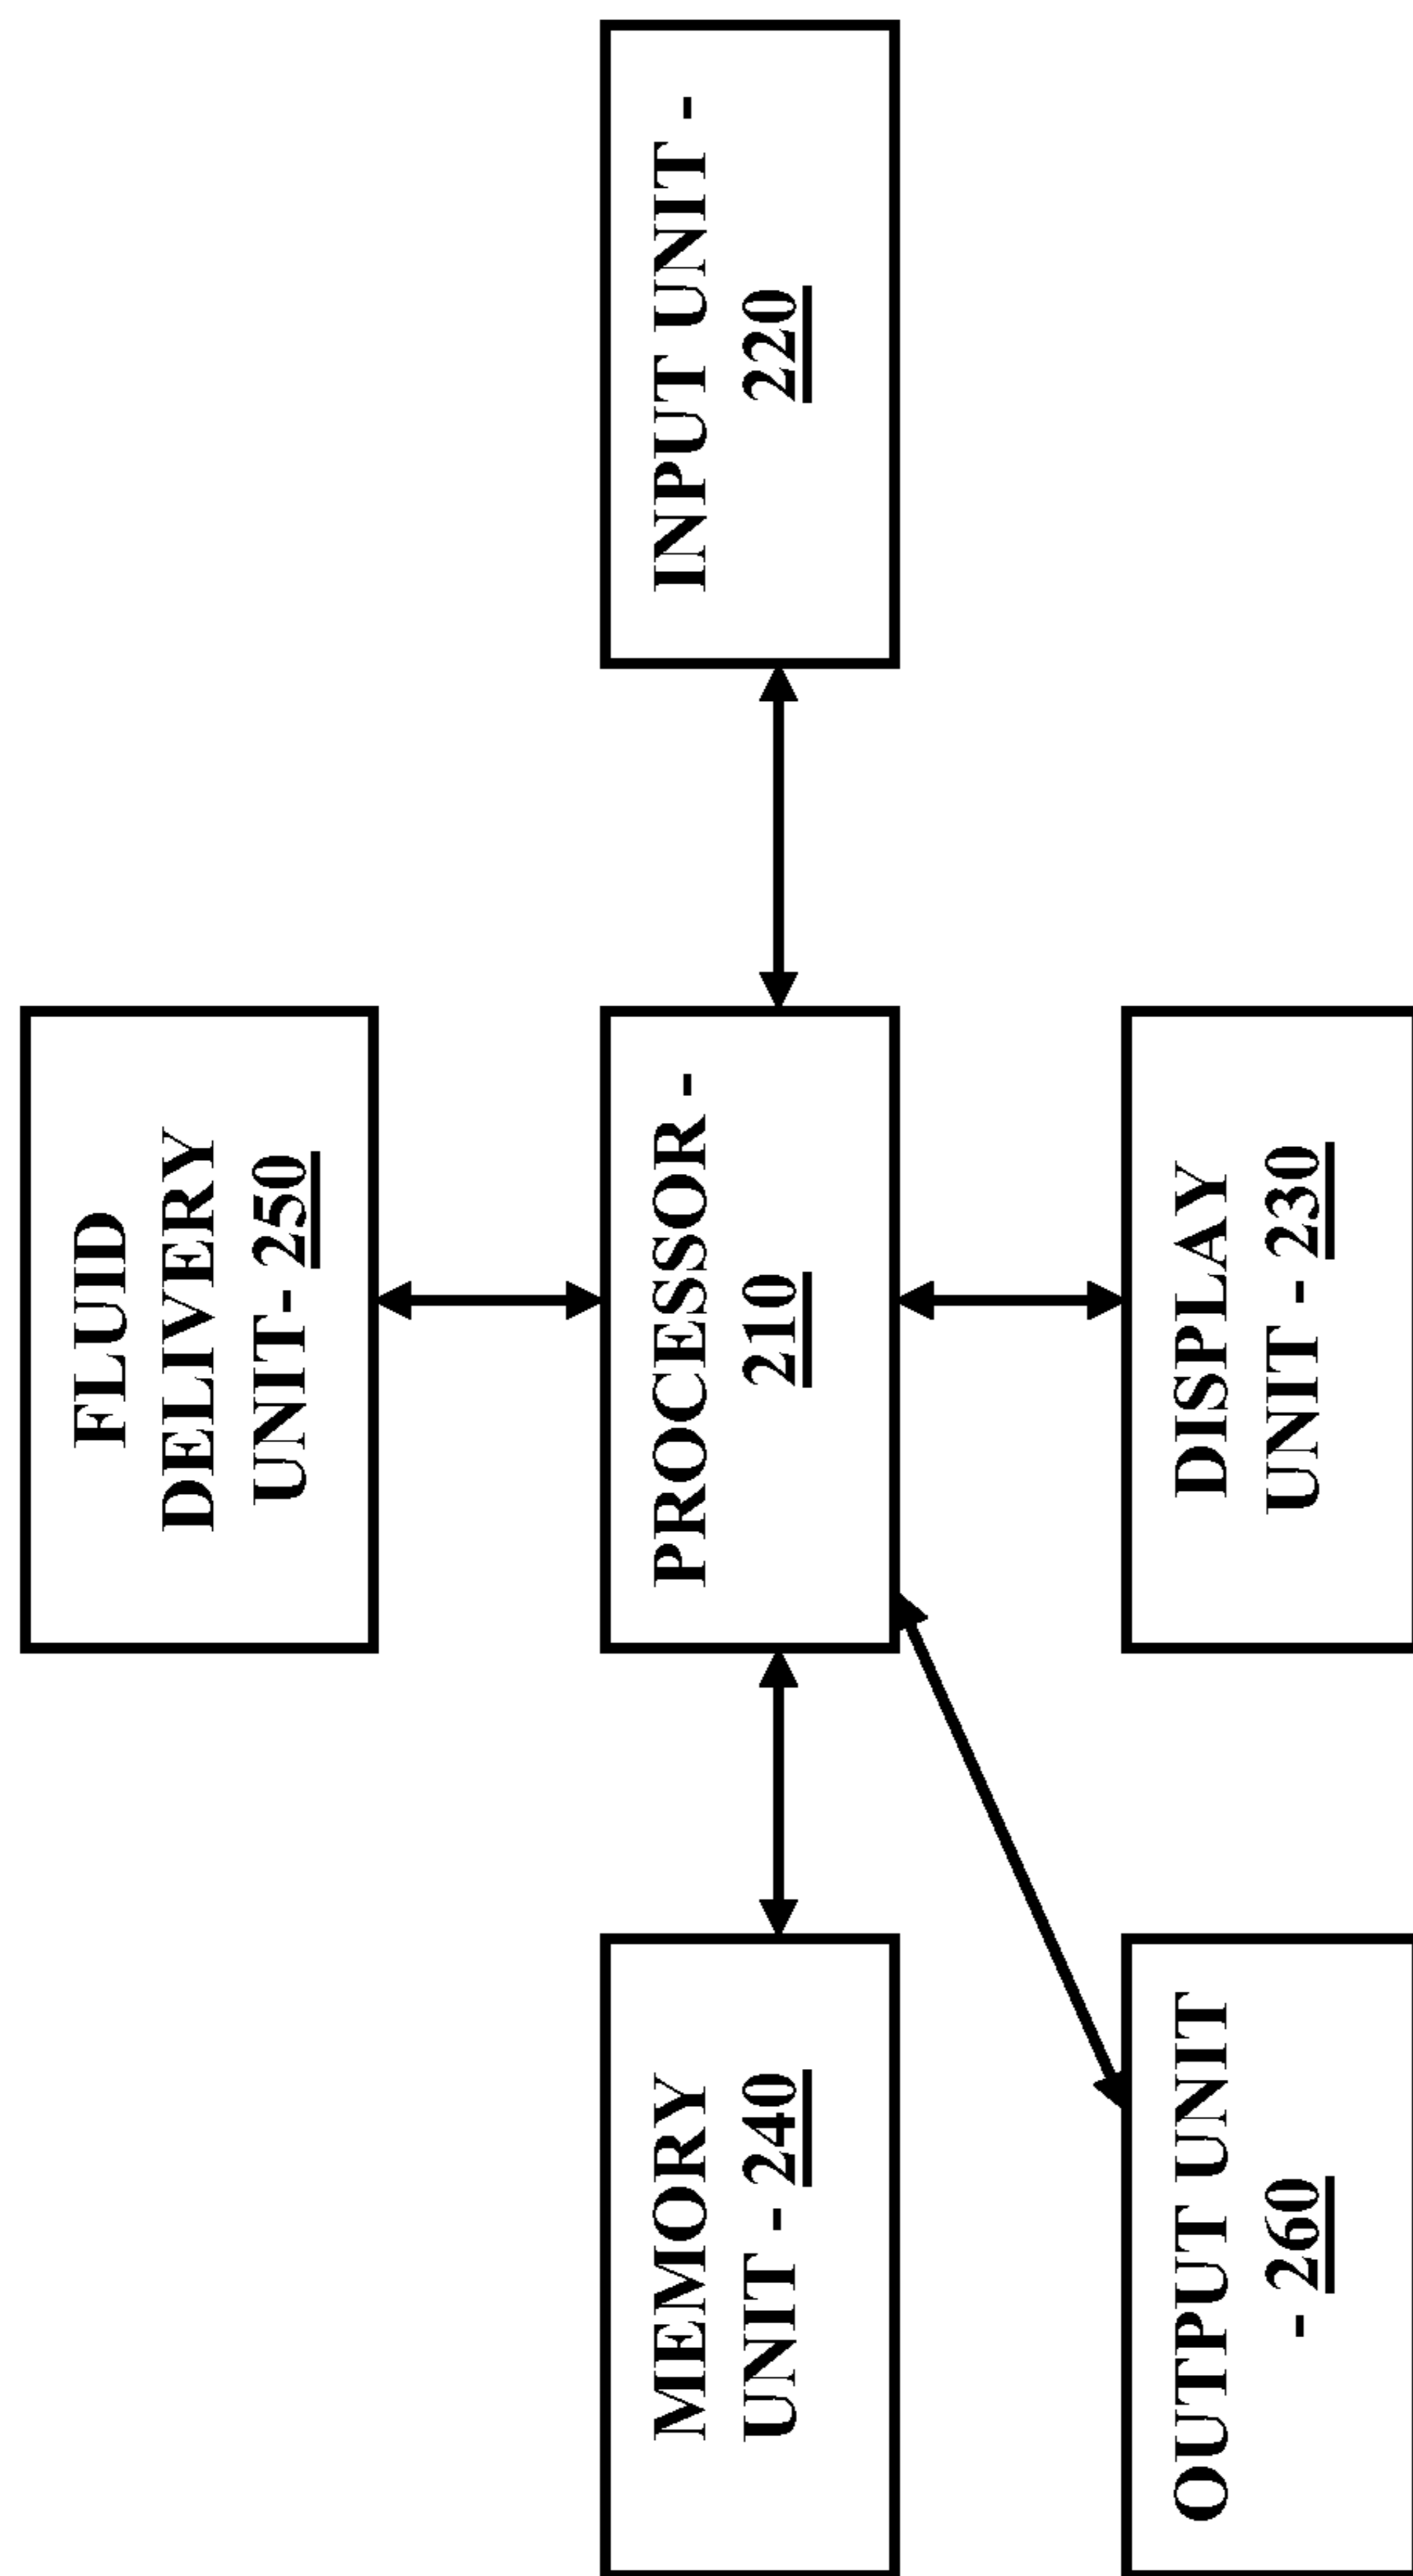 FLUID
DELIVERY
UNIT- 250
MEMORY
UNIT - 240
PROCESSOR -
210
INPUT UNIT -
220
OUTPUT UNIT
- 260
DISPLAY
UNIT - 230